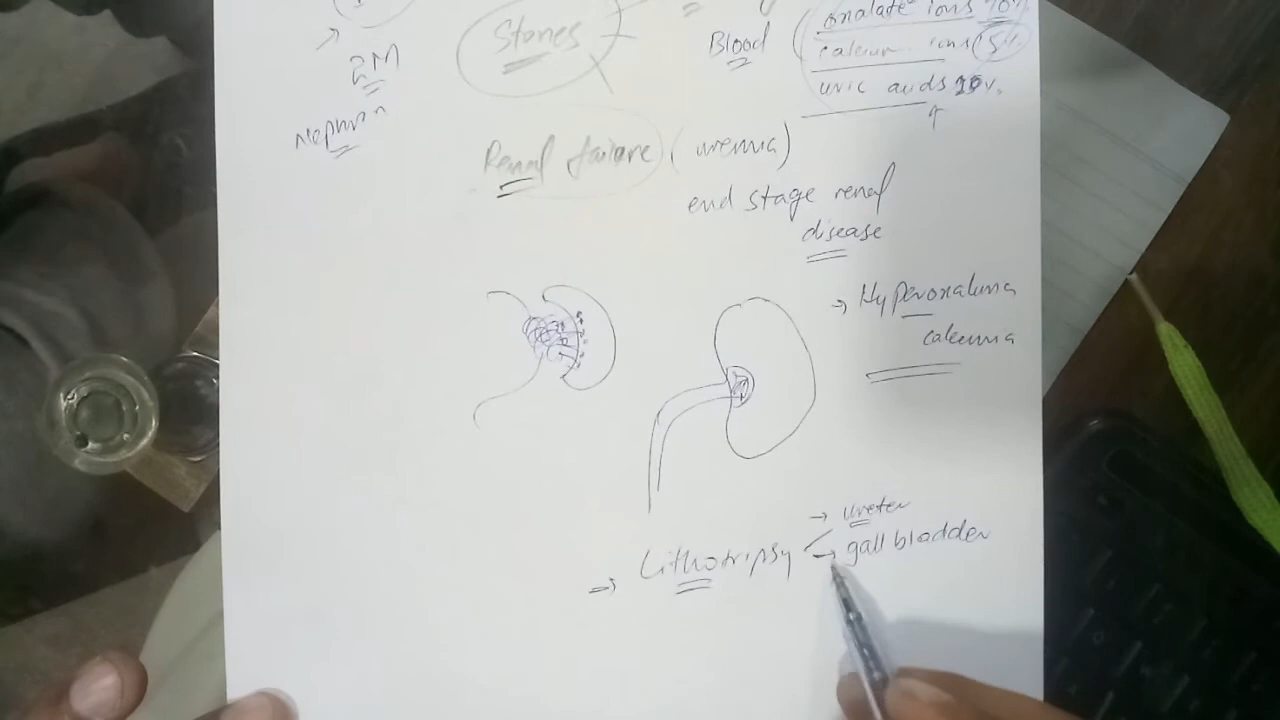 Stones
Blood
oxalate ions 70%
calcium ions (5%
uric acids 10%
2M
Nephron
Renal failure (uremia)
end stage renal
disease
→ Hyperoxaluria
calcemia
→ ureter
→ gall bladder
⇒ Lithotripsy